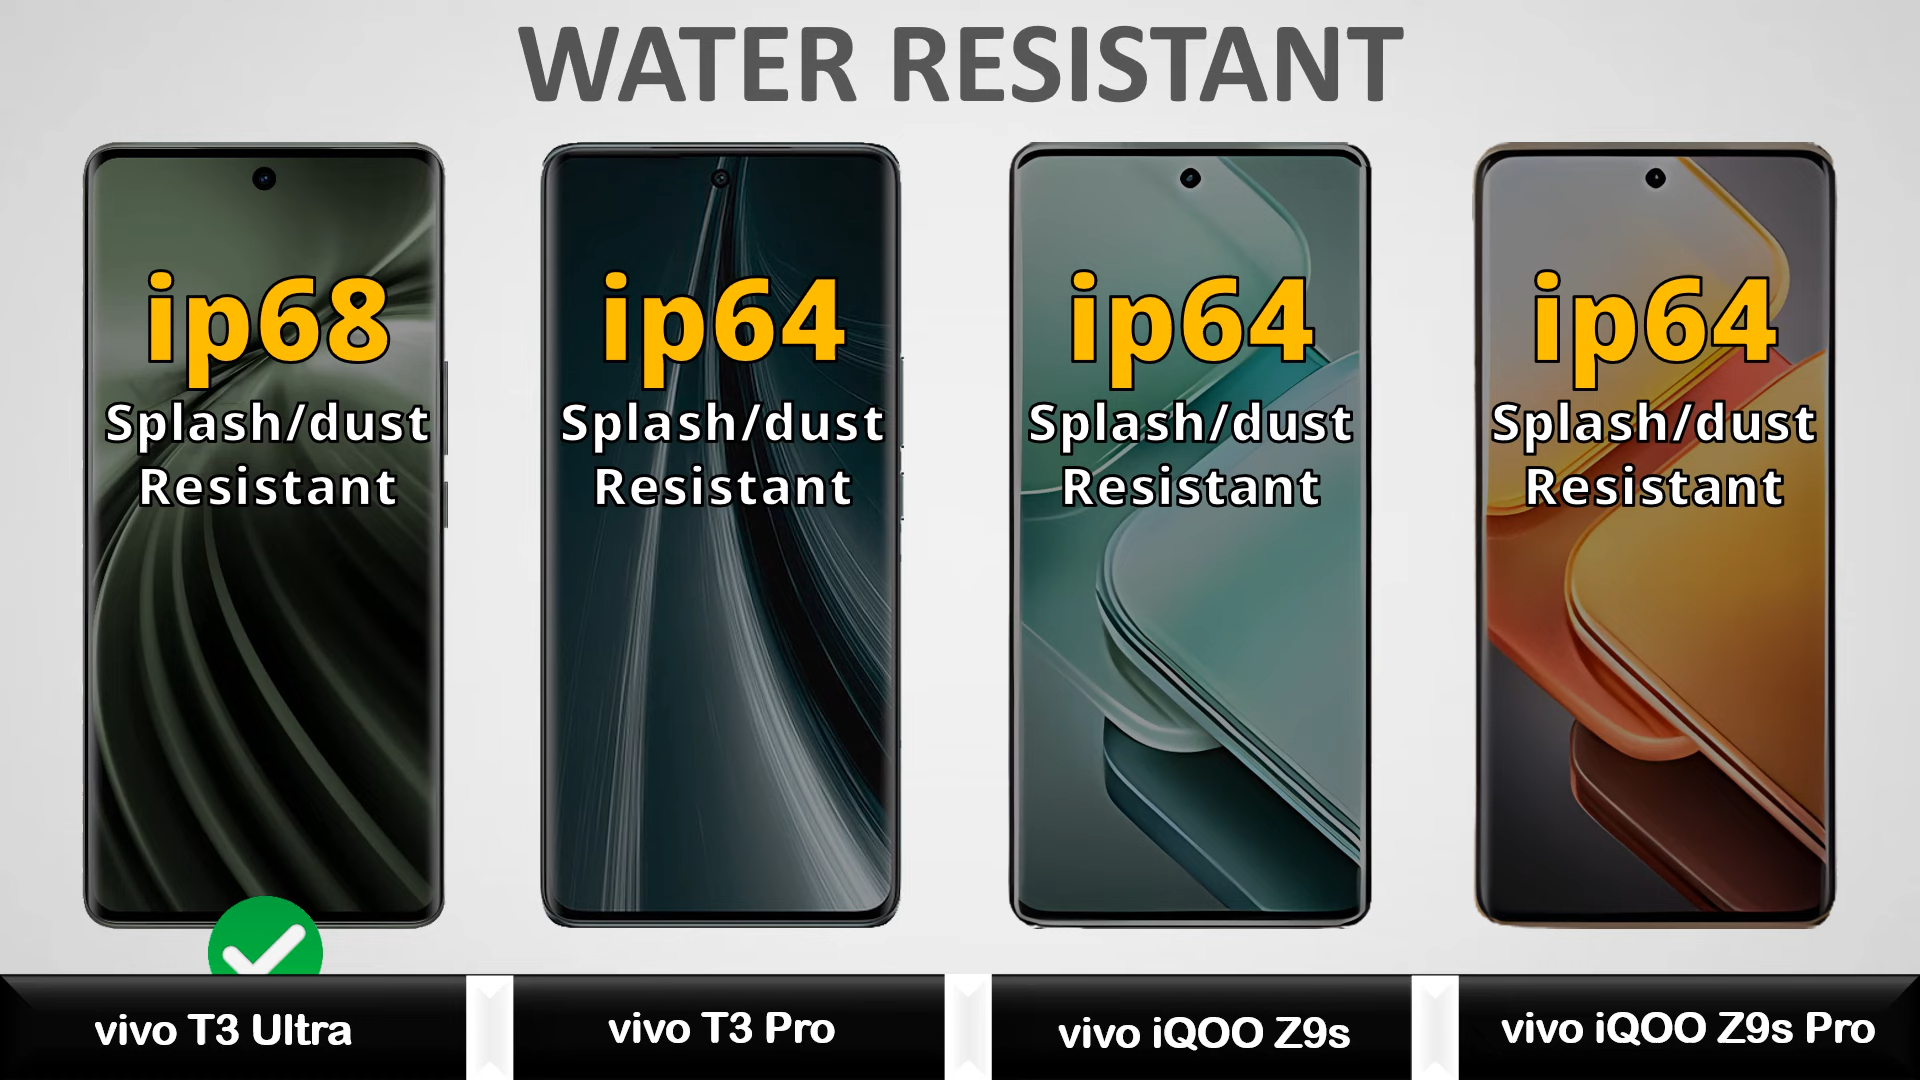 WATER RESISTANT
ip68
Splash/dust
Resistant
ip64
Splash/dust
Resistant
ip64
Splash/dust
Resistant
ip64
Splash/dust
Resistant
vivo T3 Ultra
vivo T3 Pro
vivo iQOO Z9s
vivo iQOO Z9s Pro